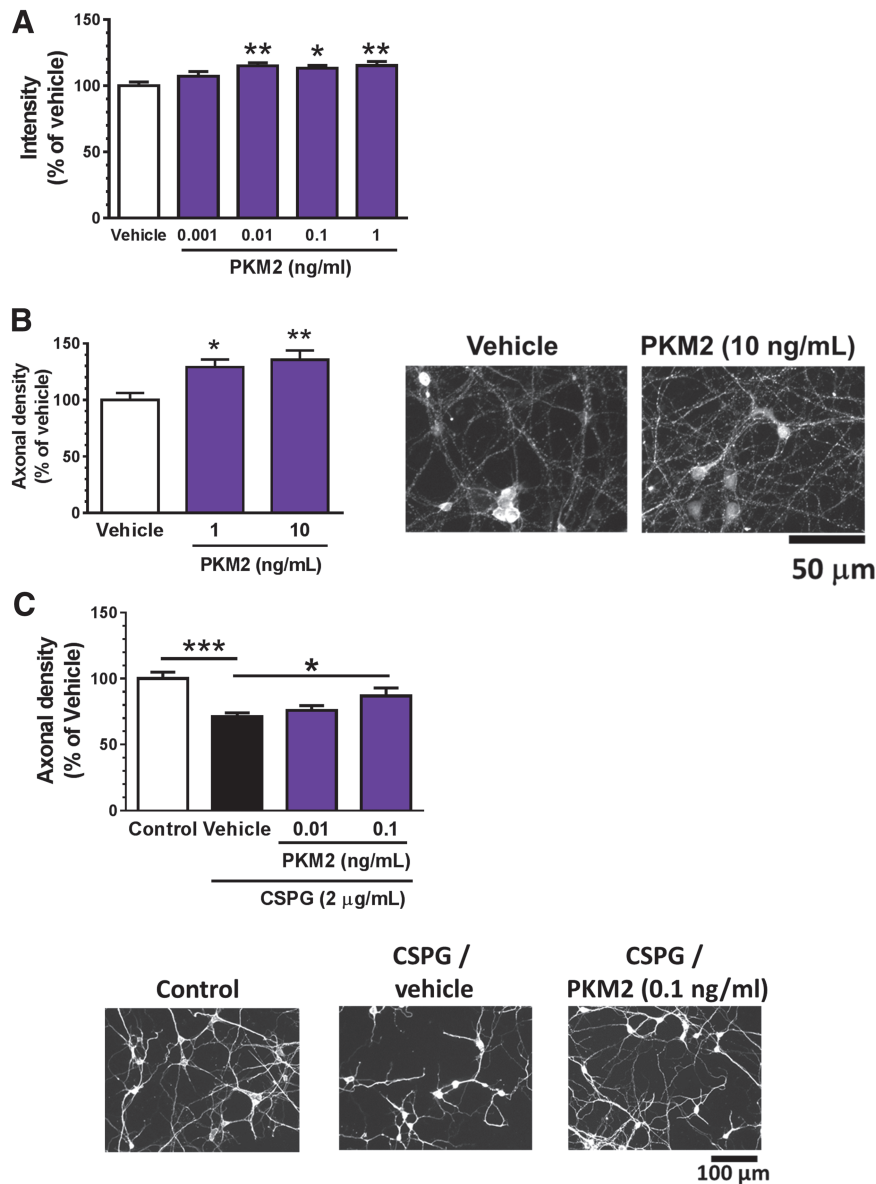 A
150
100
50
0
Intensity
(% of vehicle)
** * **
Vehicle 0.001 0.01 0.1 1
PKM2 (ng/ml)
B
150
100
50
0
Axonal density
(% of vehicle)
* **
Vehicle 1 10
PKM2 (ng/mL)
Vehicle PKM2 (10 ng/mL)
50 μm
C
150
100
50
0
Axonal density
(% of Vehicle)
*** *
Control Vehicle 0.01 0.1
PKM2 (ng/mL)
CSPG (2 μg/mL)
Control
CSPG /
vehicle
CSPG /
PKM2 (0.1 ng/ml)
100 μm